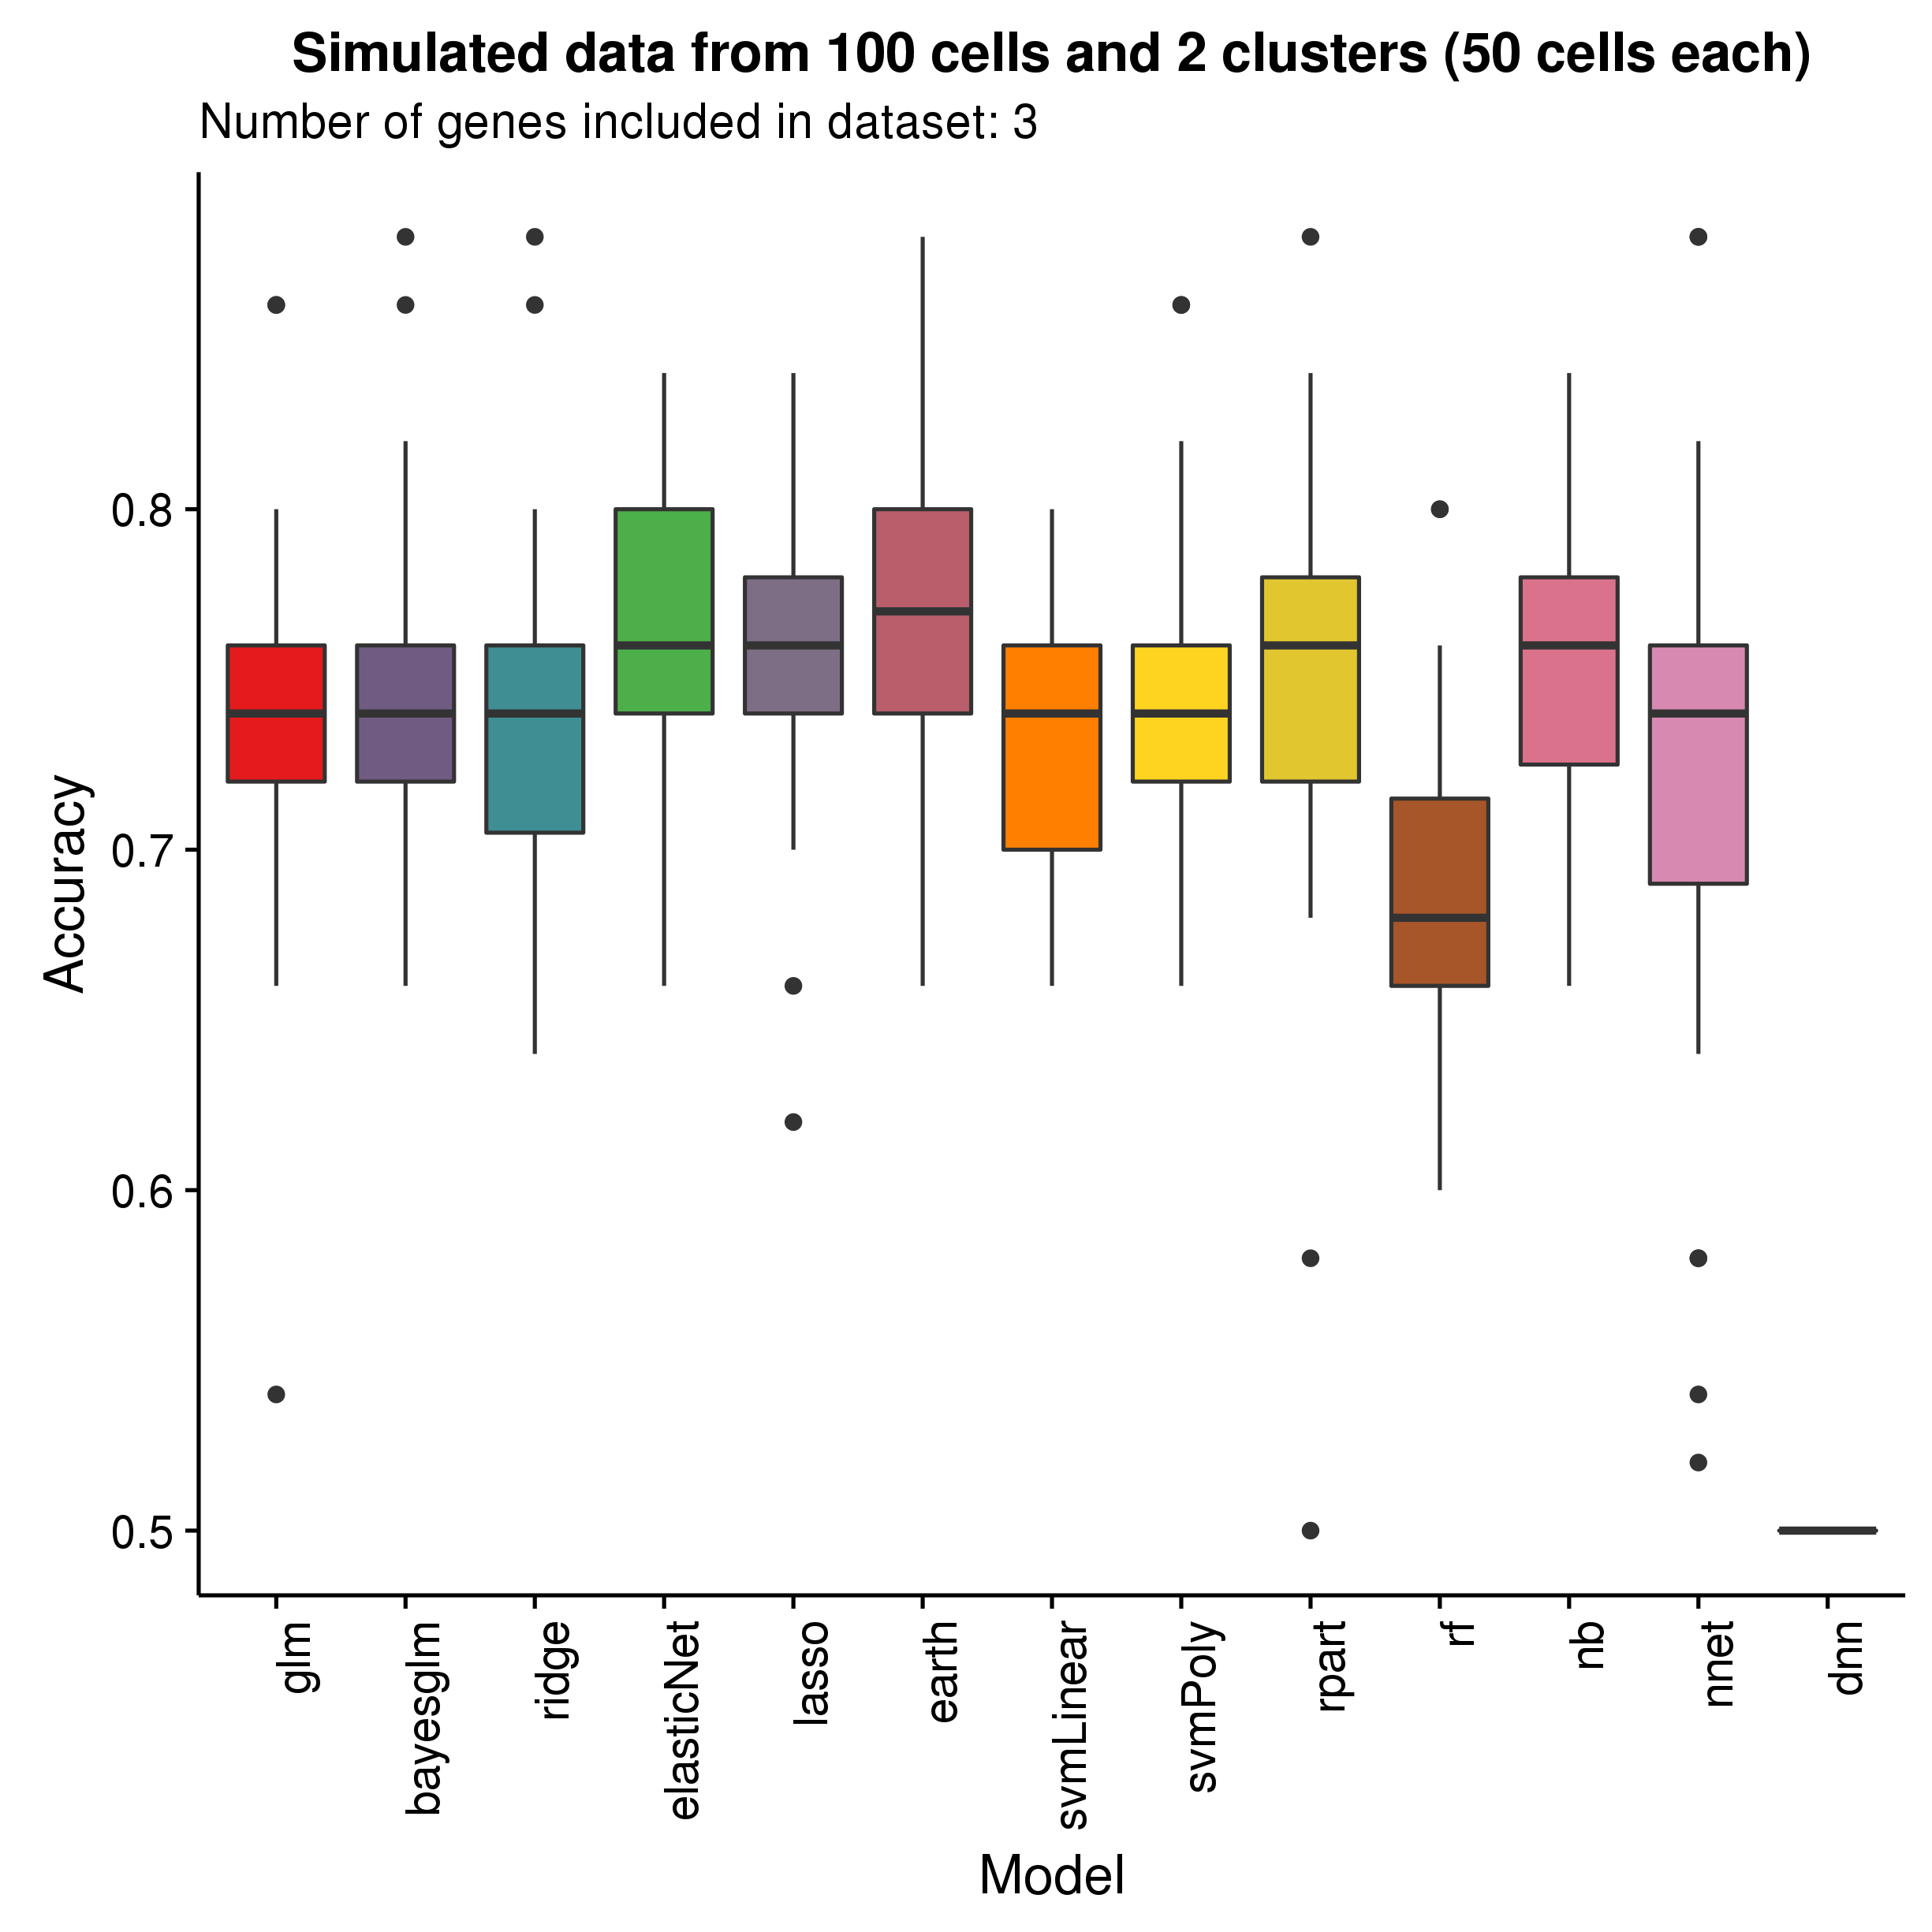 Simulated data from 100 cells and 2 clusters (50 cells each)
Number of genes included in dataset: 3
Accuracy
0.8
0.7
0.6
0.5
glm
bayesglm
ridge
elasticNet
lasso
earth
svmLinear
svmPoly
rpart
rf
nb
nnet
dnn
Model